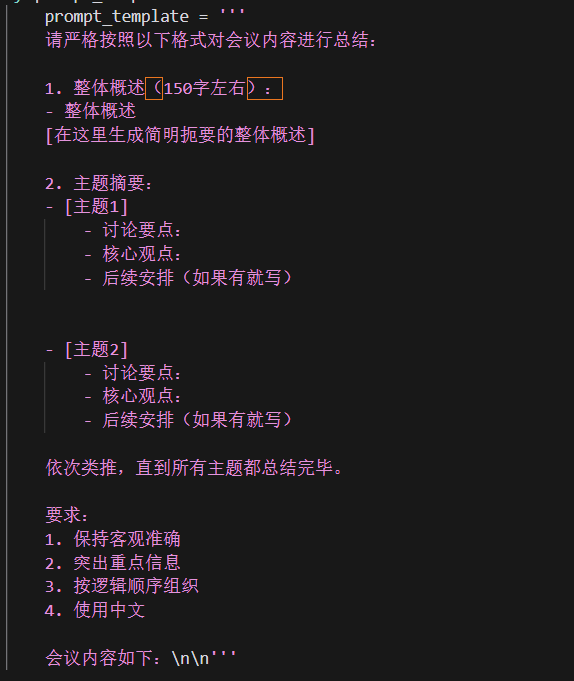 prompt_template = '''
请严格按照以下格式对会议内容进行总结：
1. 整体概述（150字左右）：
- 整体概述
[在这里生成简明扼要的整体概述]
2. 主题摘要：
- [主题1]
- 讨论要点：
- 核心观点：
- 后续安排（如果有就写）
- [主题2]
- 讨论要点：
- 核心观点：
- 后续安排（如果有就写）
依次类推，直到所有主题都总结完毕。
要求：
1. 保持客观准确
2. 突出重点信息
3. 按逻辑顺序组织
4. 使用中文
会议内容如下：\n\n'''